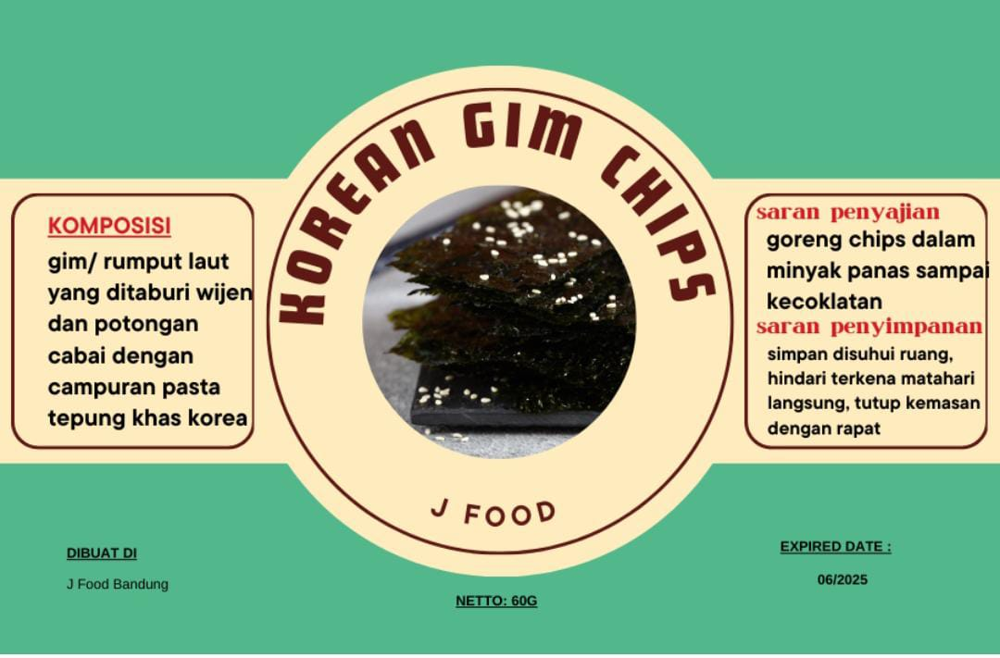 KOREAN GIM CHIPS
KOMPOSISI
gim/ rumput laut
yang ditaburi wijen
dan potongan
cabai dengan
campuran pasta
tepung khas korea
saran penyajian
goreng chips dalam
minyak panas sampai
kecoklatan
saran penyimpanan
simpan disuhui ruang,
hindari terkena matahari
langsung, tutup kemasan
dengan rapat
J FOOD
DIBUAT DI
J Food Bandung
NETTO: 60G
EXPIRED DATE :
06/2025